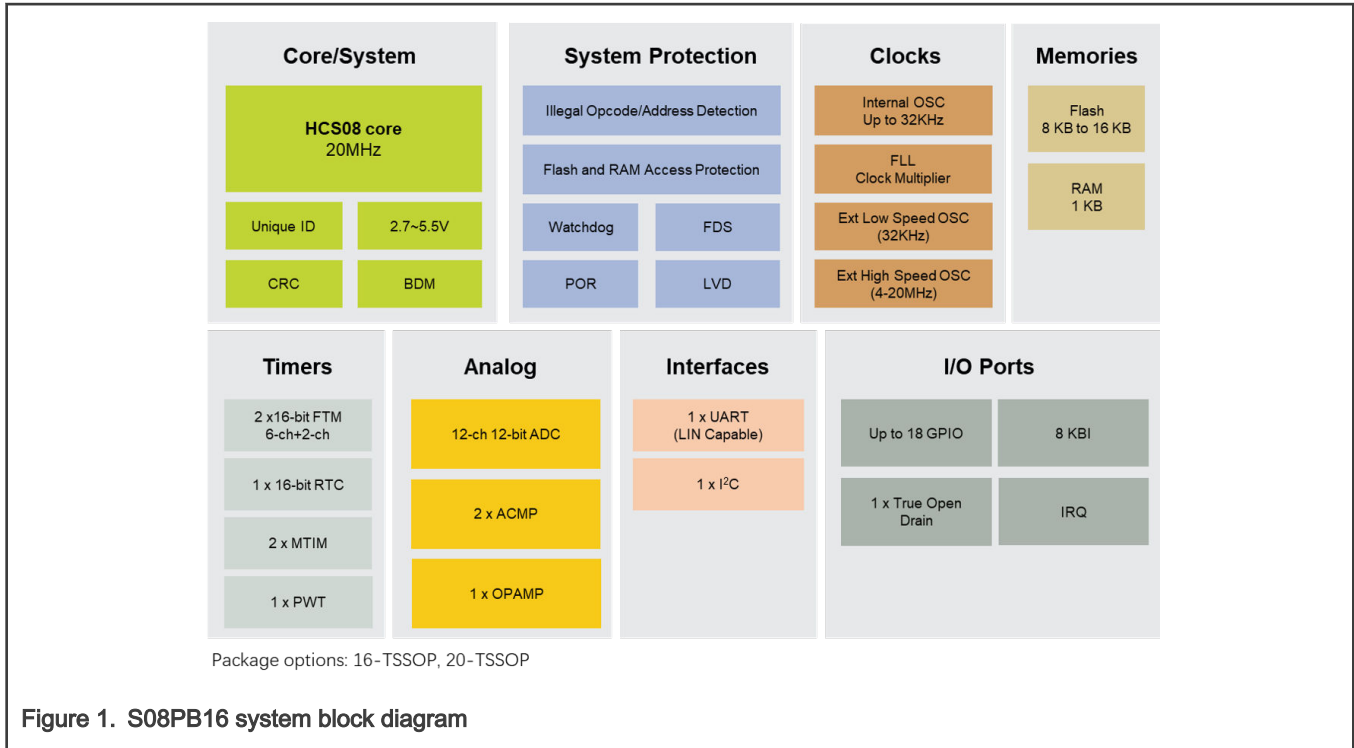 Core/System
HCS08 core
20MHz
Unique ID
2.7~5.5V
CRC
BDM
System Protection
Illegal Opcode/Address Detection
Flash and RAM Access Protection
Watchdog
FDS
POR
LVD
Clocks
Internal OSC
Up to 32KHz
FLL
Clock Multiplier
Ext Low Speed OSC
(32KHz)
Ext High Speed OSC
(4-20MHz)
Memories
Flash
8 KB to 16 KB
RAM
1 KB
Timers
2 x16-bit FTM
6-ch+2-ch
1 x 16-bit RTC
2 x MTIM
1 x PWT
Analog
12-ch 12-bit ADC
2 x ACMP
1 x OPAMP
Interfaces
1 x UART
(LIN Capable)
1 x I²C
I/O Ports
Up to 18 GPIO
8 KBI
1 x True Open
Drain
IRQ
Package options: 16-TSSOP, 20-TSSOP
Figure 1. S08PB16 system block diagram